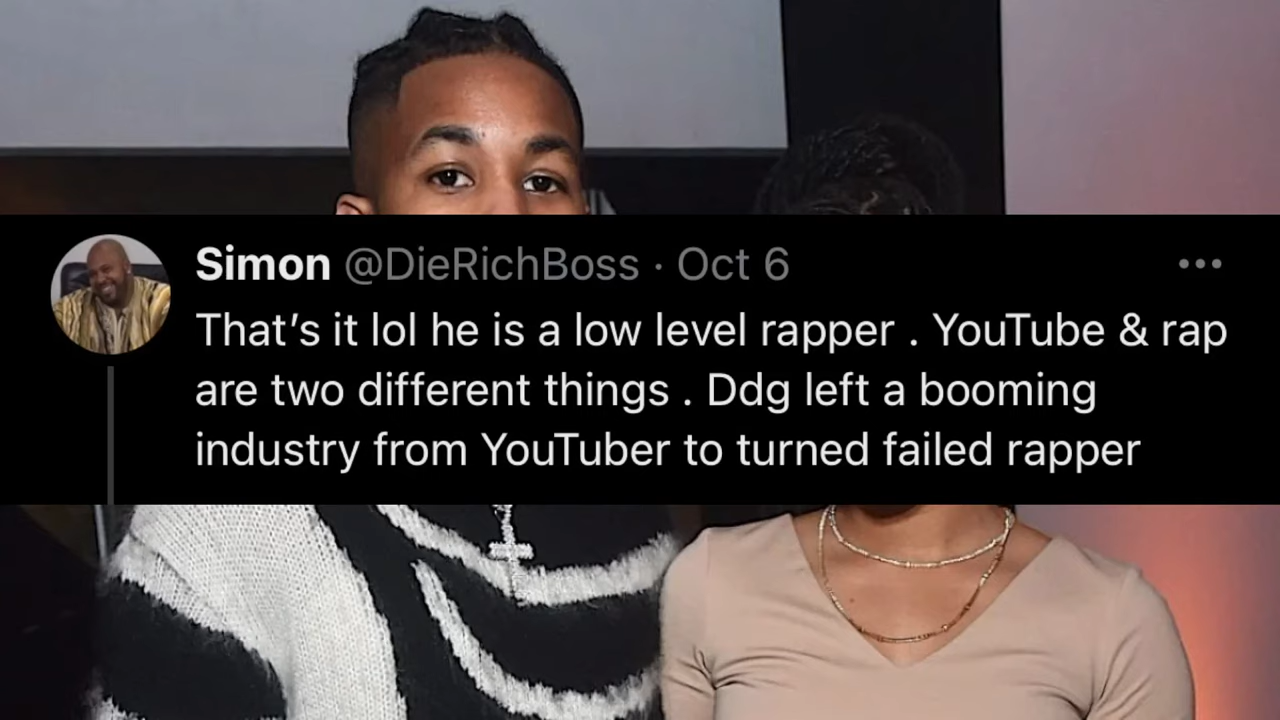 Simon @DieRichBoss · Oct 6
That’s it lol he is a low level rapper . YouTube & rap
are two different things . Ddg left a booming
industry from YouTuber to turned failed rapper